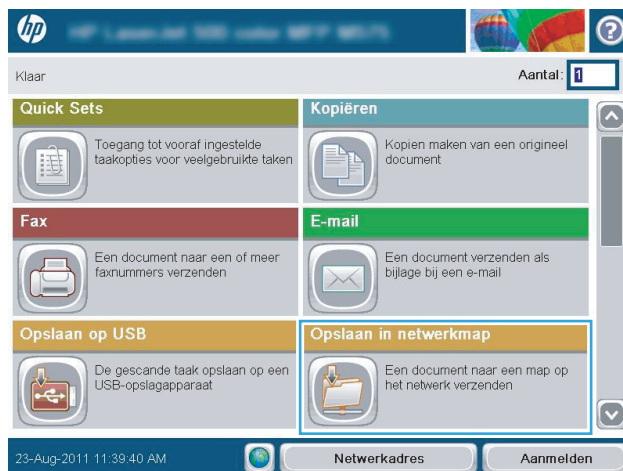 hp
Klaar
Aantal: 1
Quick Sets
Toegang tot vooraf ingestelde
taakopties voor veelgebruikte taken
Kopiëren
Kopien maken van een origineel
document
Fax
Een document naar een of meer
faxnummers verzenden
E-mail
Een document verzenden als
bijlage bij een e-mail
Opslaan op USB
De gescande taak opslaan op een
USB-opslagapparaat
Opslaan in netwerkmap
Een document naar een map op
het netwerk verzenden
23-Aug-2011 11:39:40 AM
Netwerkadres
Aanmelden